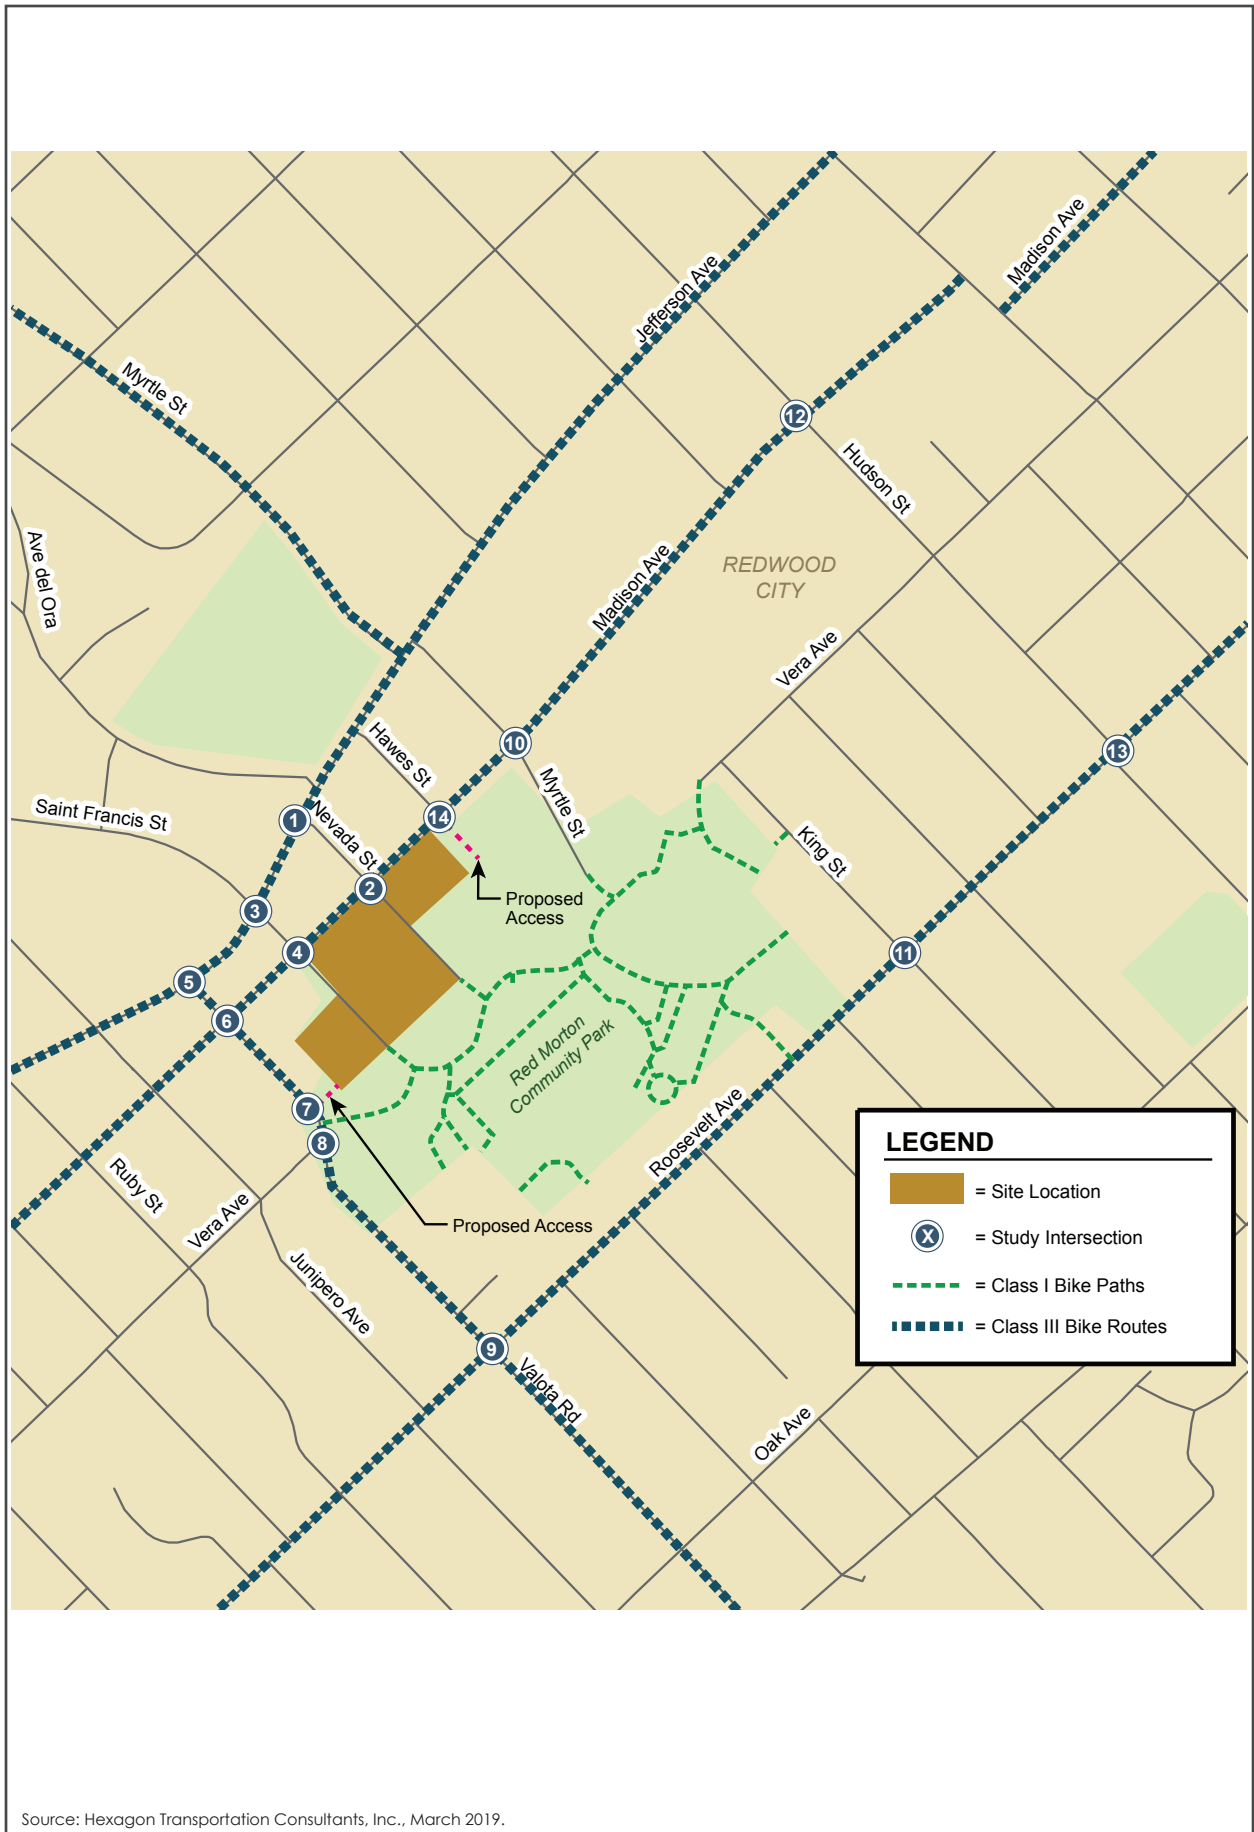 Madison Ave
Jefferson Ave
Myrtle St
12
Hudson St
Ave del Ora
REDWOOD
CITY
Madison Ave
Vera Ave
Hawes St
10
13
Myrtle St
Saint Francis St
1
Nevada St
14
King St
2
Proposed
Access
3
4
11
5
6
Red Morton
Community Park
7
8
Roosevelt Ave
Ruby St
Vera Ave
Proposed Access
Junipero Ave
9
Valota Rd
Oak Ave
LEGEND
= Site Location
X = Study Intersection
= Class I Bike Paths
= Class III Bike Routes
Source: Hexagon Transportation Consultants, Inc., March 2019.